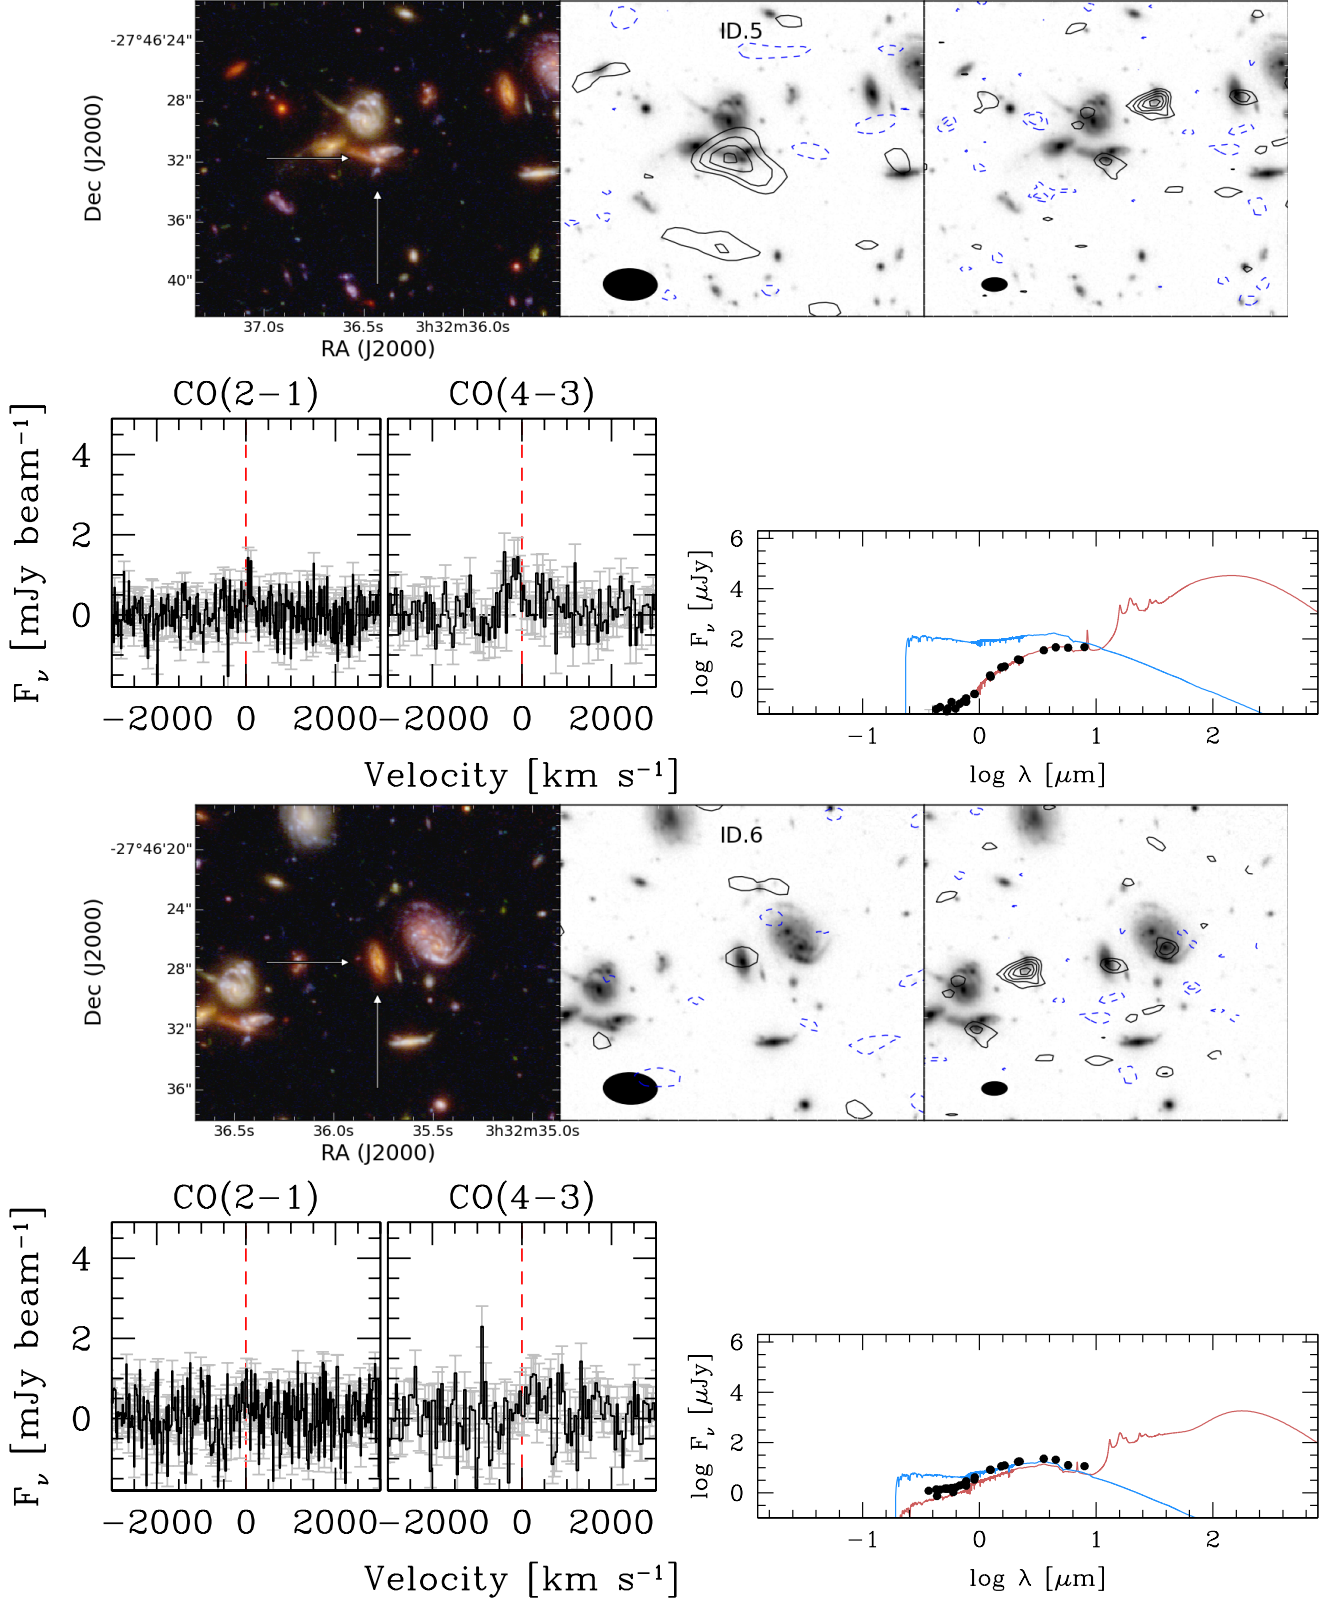 ID.5
-27°46'24"
28"
32"
36"
40"
Dec (J2000)
37.0s 36.5s 3h32m36.0s
RA (J2000)
CO(2−1) CO(4−3)
F_ν [mJy beam⁻¹]
4
2
0
−2000 0 2000 −2000 0 2000
Velocity [km s⁻¹]
log F_ν [μJy]
6
4
2
0
−1 0 1 2
log λ [μm]
ID.6
-27°46'20"
24"
28"
32"
36"
Dec (J2000)
36.5s 36.0s 35.5s 3h32m35.0s
RA (J2000)
CO(2−1) CO(4−3)
F_ν [mJy beam⁻¹]
4
2
0
−2000 0 2000 −2000 0 2000
Velocity [km s⁻¹]
log F_ν [μJy]
6
4
2
0
−1 0 1 2
log λ [μm]